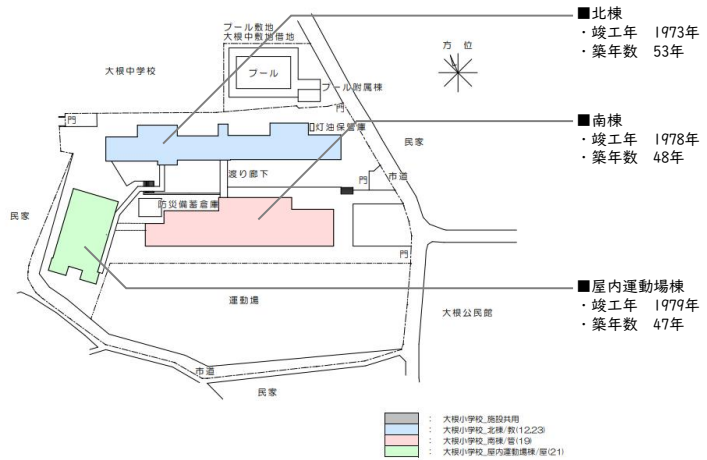 ■北棟
・竣工年　1973年
・築年数　53年
■南棟
・竣工年　1978年
・築年数　48年
■屋内運動場棟
・竣工年　1979年
・築年数　47年
プール敷地
大根中敷地借地
大根中学校
プール
プール附属棟
方　位
門
門
灯油保管庫
民家
渡り廊下
市道
門
防災備蓄倉庫
民家
門
運動場
大根公民館
市道
民家
：　大根小学校_施設共用
：　大根小学校_北棟/教(12,23)
：　大根小学校_南棟/管(19)
：　大根小学校_屋内運動場棟/屋(21)